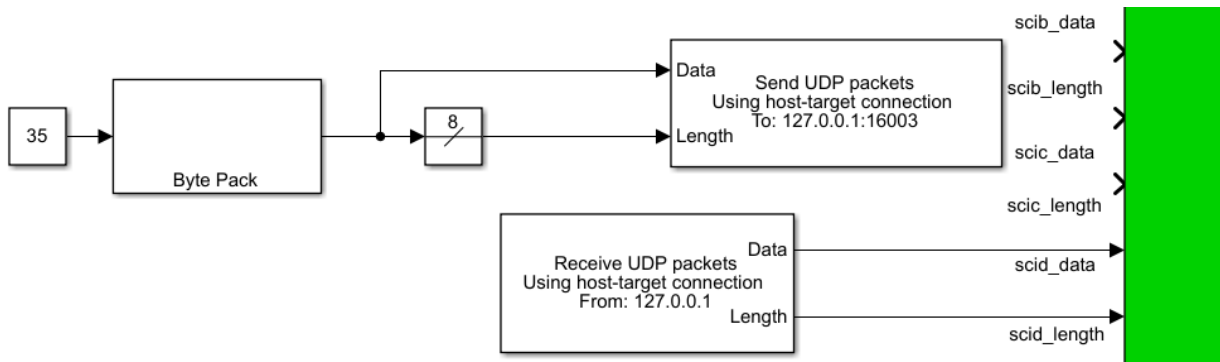 scib_data
scib_length
scic_data
scic_length
scid_data
scid_length
35
Byte Pack
8
Data
Length
Send UDP packets
Using host-target connection
To: 127.0.0.1:16003
Receive UDP packets
Using host-target connection
From: 127.0.0.1
Data
Length